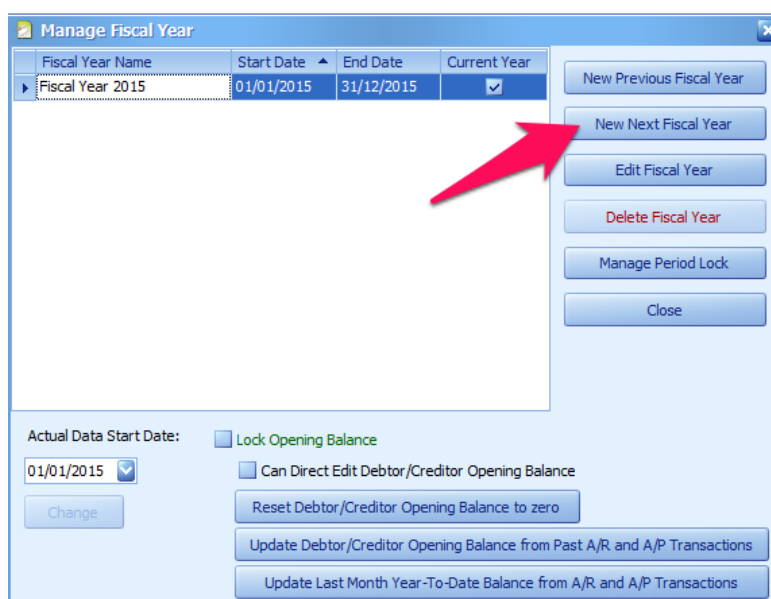 Manage Fiscal Year
Fiscal Year Name Start Date End Date Current Year
Fiscal Year 2015 01/01/2015 31/12/2015
New Previous Fiscal Year
New Next Fiscal Year
Edit Fiscal Year
Delete Fiscal Year
Manage Period Lock
Close
Actual Data Start Date:
Lock Opening Balance
01/01/2015
Can Direct Edit Debtor/Creditor Opening Balance
Change
Reset Debtor/Creditor Opening Balance to zero
Update Debtor/Creditor Opening Balance from Past A/R and A/P Transactions
Update Last Month Year-To-Date Balance from A/R and A/P Transactions